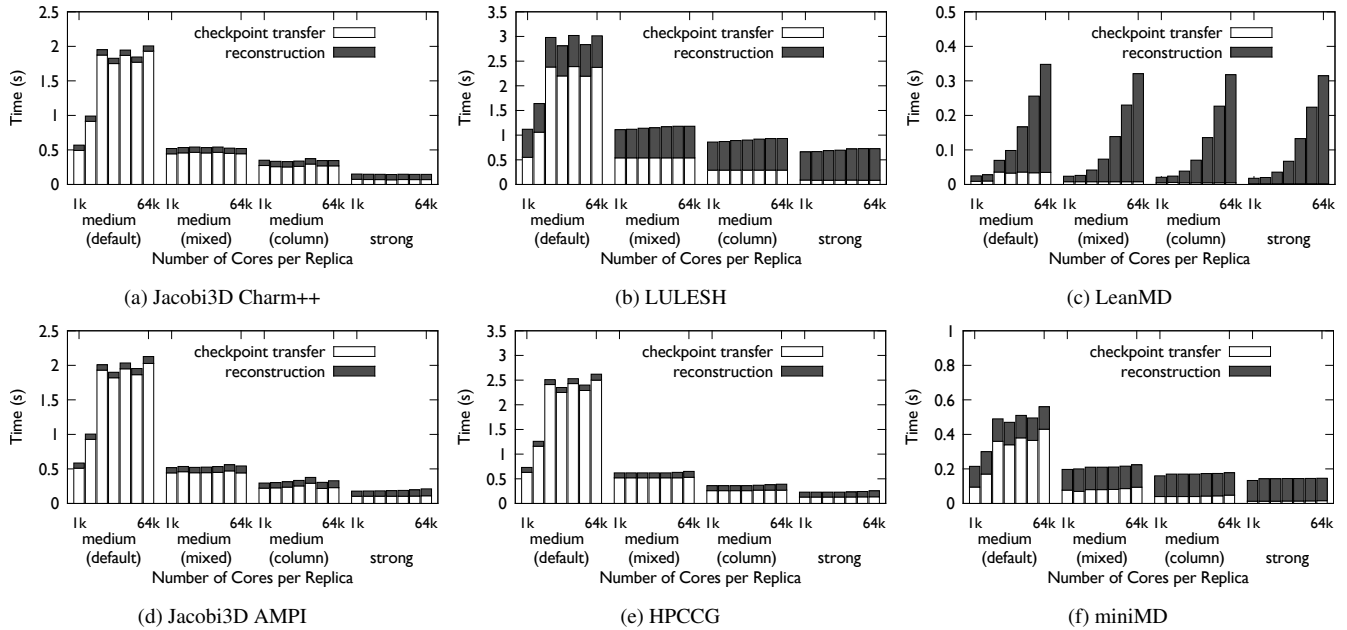 2.5
2
1.5
1
0.5
0
Time (s)
checkpoint transfer
reconstruction
1k 64k 1k 64k 1k 64k 1k 64k
medium (default) medium (mixed) medium (column) strong
Number of Cores per Replica
(a) Jacobi3D Charm++
3.5
3
2.5
2
1.5
1
0.5
0
Time (s)
checkpoint transfer
reconstruction
1k 64k 1k 64k 1k 64k 1k 64k
medium (default) medium (mixed) medium (column) strong
Number of Cores per Replica
(b) LULESH
0.5
0.4
0.3
0.2
0.1
0
Time (s)
checkpoint transfer
reconstruction
1k 64k 1k 64k 1k 64k 1k 64k
medium (default) medium (mixed) medium (column) strong
Number of Cores per Replica
(c) LeanMD
2.5
2
1.5
1
0.5
0
Time (s)
checkpoint transfer
reconstruction
1k 64k 1k 64k 1k 64k 1k 64k
medium (default) medium (mixed) medium (column) strong
Number of Cores per Replica
(d) Jacobi3D AMPI
3.5
3
2.5
2
1.5
1
0.5
0
Time (s)
checkpoint transfer
reconstruction
1k 64k 1k 64k 1k 64k 1k 64k
medium (default) medium (mixed) medium (column) strong
Number of Cores per Replica
(e) HPCCG
1
0.8
0.6
0.4
0.2
0
Time (s)
checkpoint transfer
reconstruction
1k 64k 1k 64k 1k 64k 1k 64k
medium (default) medium (mixed) medium (column) strong
Number of Cores per Replica
(f) miniMD